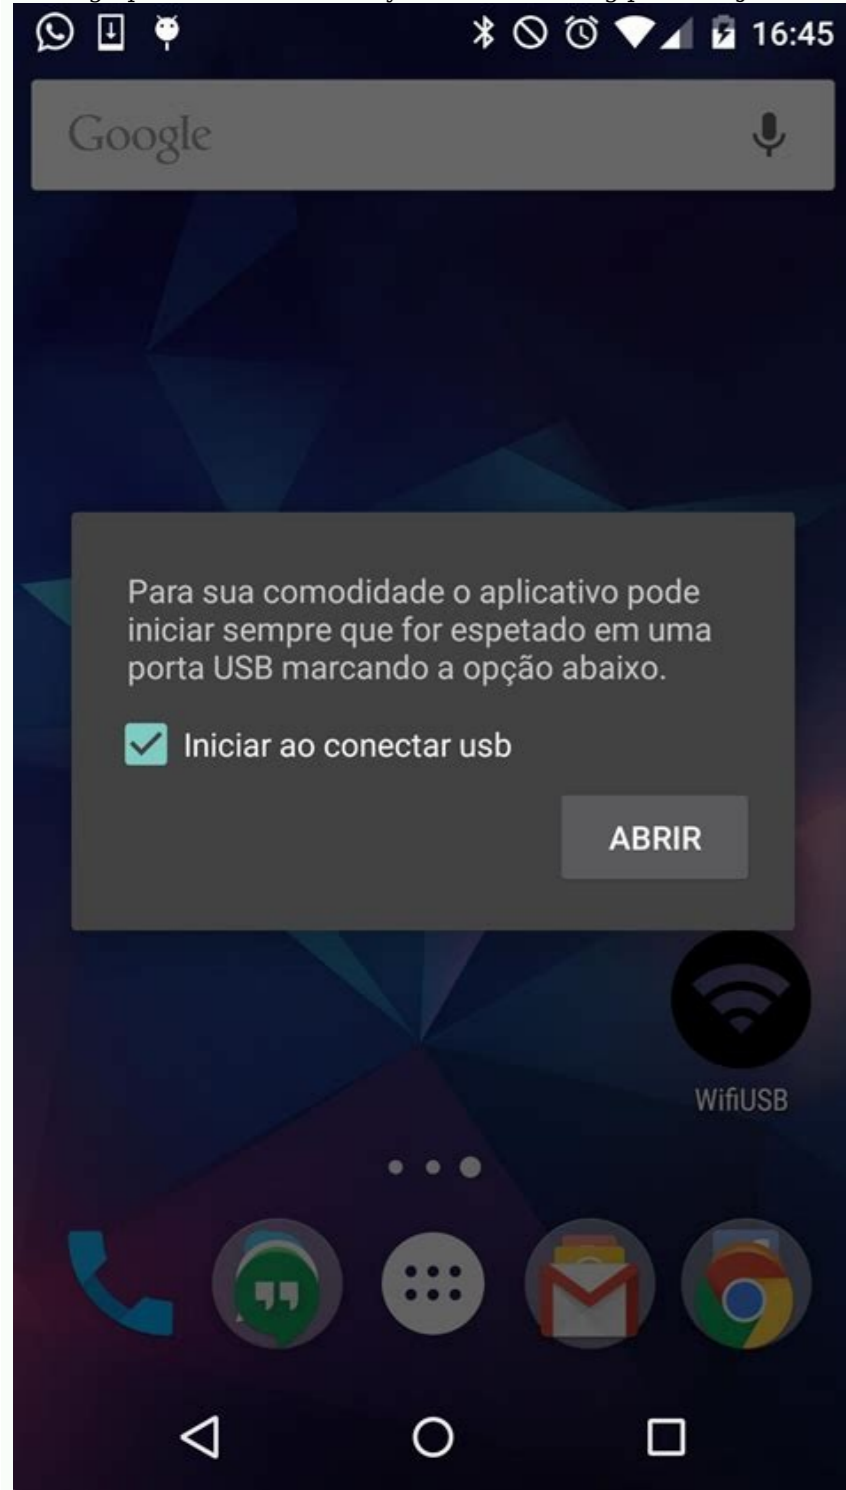 16:45
Google
Para sua comodidade o aplicativo pode
iniciar sempre que for espetado em uma
porta USB marcando a opção abaixo.
Iniciar ao conectar usb
ABRIR
WifiUSB